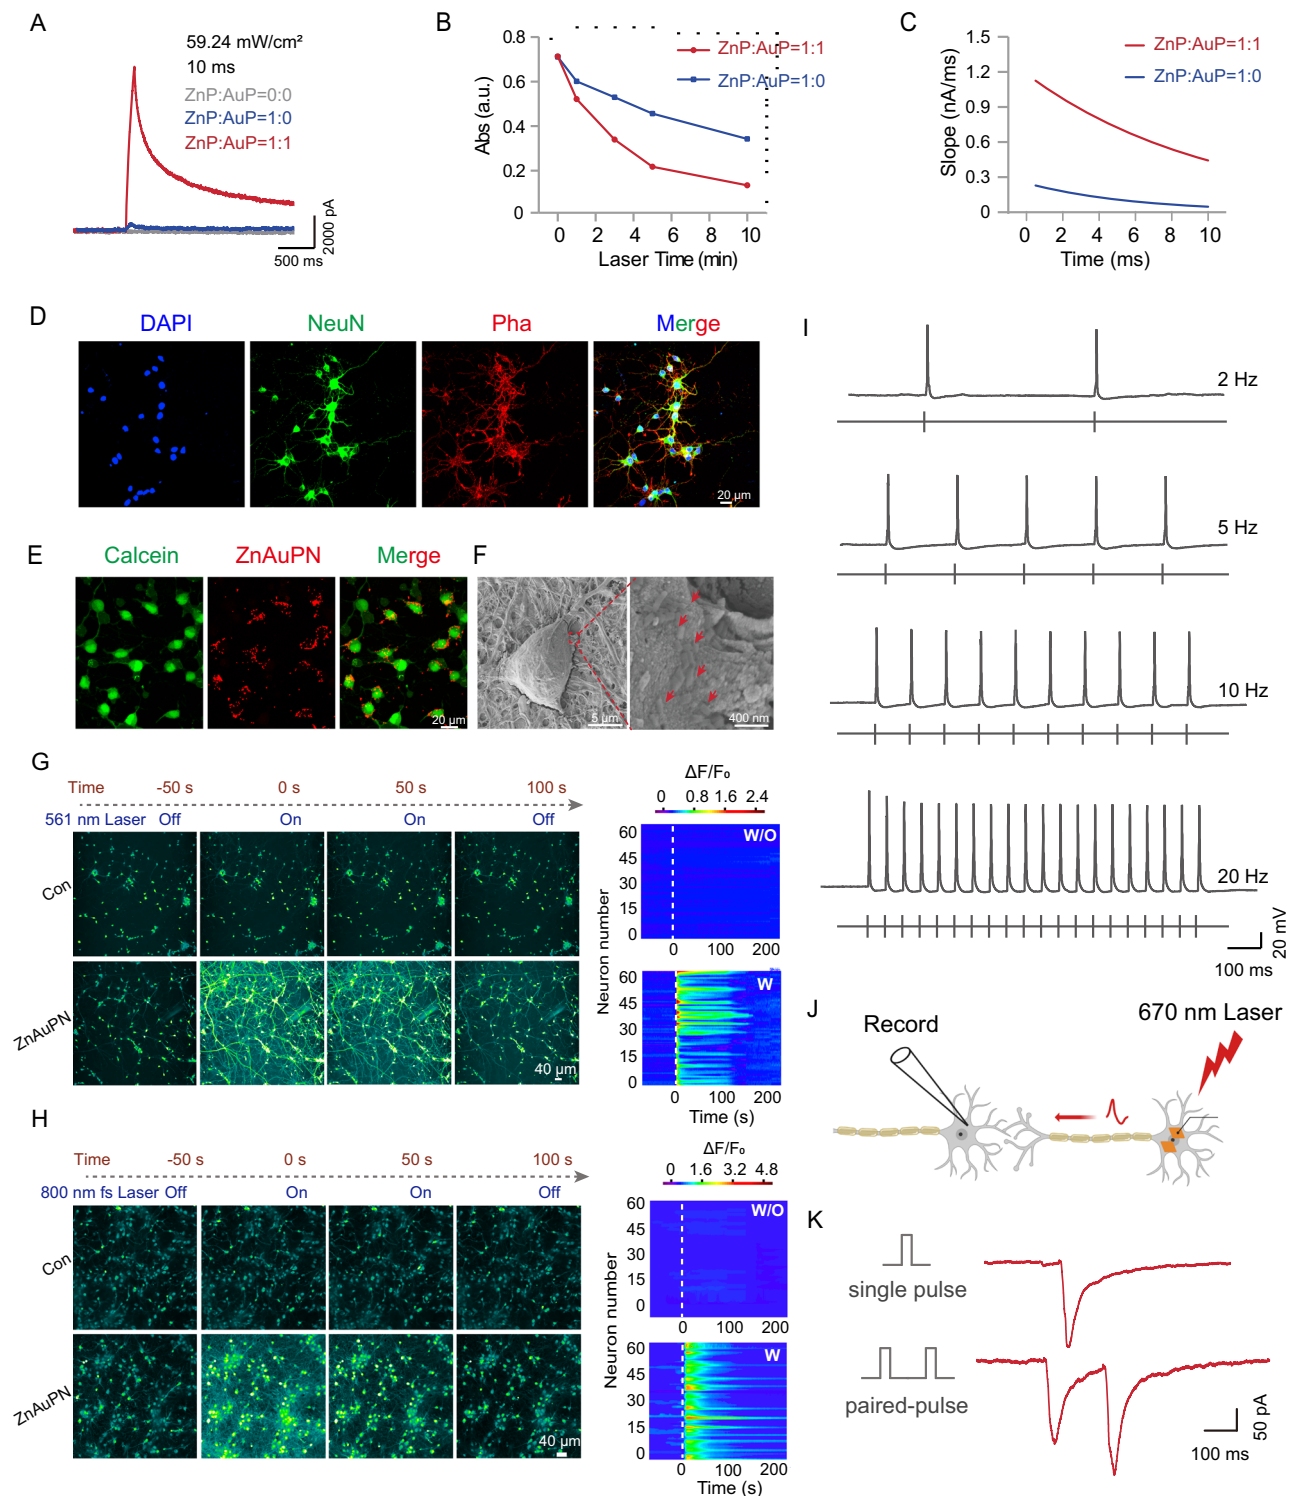 A
59.24 mW/cm²
10 ms
ZnP:AuP=0:0
ZnP:AuP=1:0
ZnP:AuP=1:1
2000 pA
500 ms
B
0.8
0.6
0.4
0.2
0
Abs (a.u.)
ZnP:AuP=1:1
ZnP:AuP=1:0
0 2 4 6 8 10
Laser Time (min)
C
1.5
1.2
0.9
0.6
0.3
0
Slope (nA/ms)
ZnP:AuP=1:1
ZnP:AuP=1:0
0 2 4 6 8 10
Time (ms)
D
DAPI NeuN Pha Merge
20 µm
E
Calcein ZnAuPN Merge
20 µm
F
5 µm
400 nm
G
Time -50 s 0 s 50 s 100 s
561 nm Laser Off On On Off
Con
ZnAuPN
40 µm
ΔF/F₀
0 0.8 1.6 2.4
W/O
60
45
30
15
0
0 100 200
Neuron number
W
60
45
30
15
0
0 100 200
Time (s)
H
Time -50 s 0 s 50 s 100 s
800 nm fs Laser Off On On Off
Con
ZnAuPN
40 µm
ΔF/F₀
0 1.6 3.2 4.8
W/O
60
45
30
15
0
0 100 200
Neuron number
W
60
45
30
15
0
0 100 200
Time (s)
I
2 Hz
5 Hz
10 Hz
20 Hz
20 mV
100 ms
J
Record
670 nm Laser
K
single pulse
paired-pulse
50 pA
100 ms